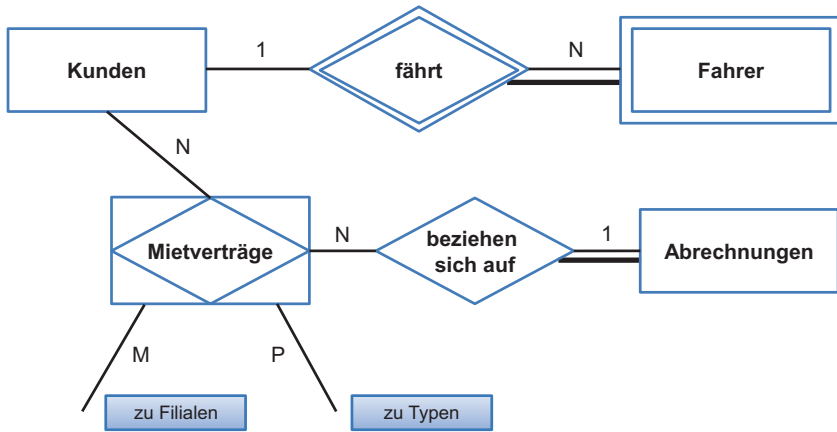 Kunden
1
fährt
N
Fahrer
N
Mietverträge
N
beziehen
sich auf
1
Abrechnungen
M
P
zu Filialen
zu Typen